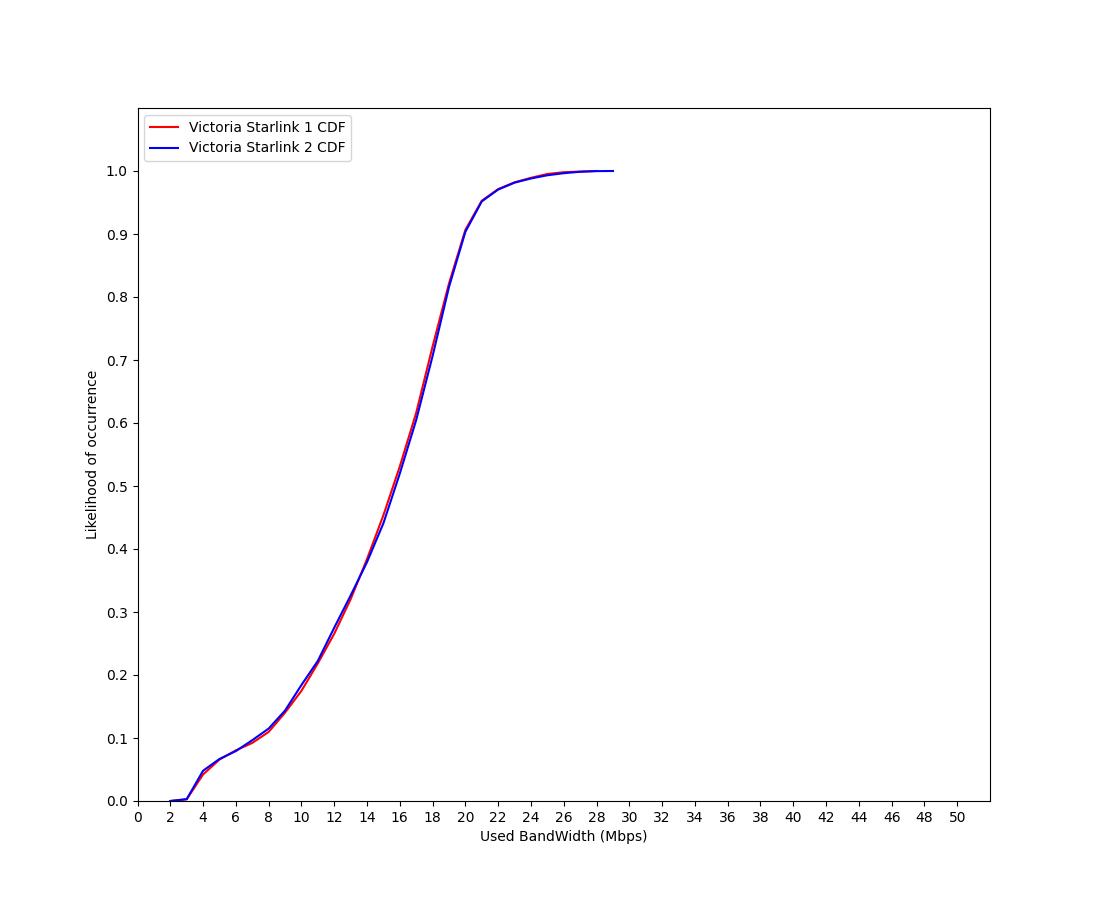 Victoria Starlink 1 CDF
Victoria Starlink 2 CDF
1.0
0.9
0.8
0.7
0.6
0.5
0.4
0.3
0.2
0.1
0.0
Likelihood of occurrence
0 2 4 6 8 10 12 14 16 18 20 22 24 26 28 30 32 34 36 38 40 42 44 46 48 50
Used BandWidth (Mbps)